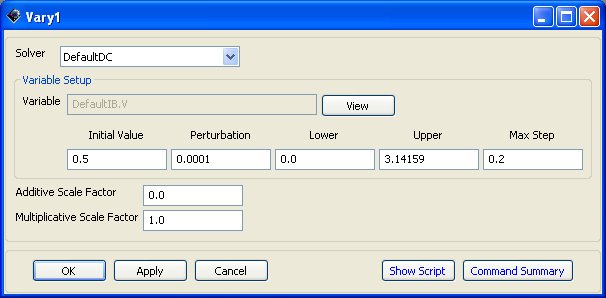 Vary1
Solver DefaultDC
Variable Setup
Variable DefaultIB.V View
Initial Value Perturbation Lower Upper Max Step
0.5 0.0001 0.0 3.14159 0.2
Additive Scale Factor 0.0
Multiplicative Scale Factor 1.0
OK Apply Cancel Show Script Command Summary